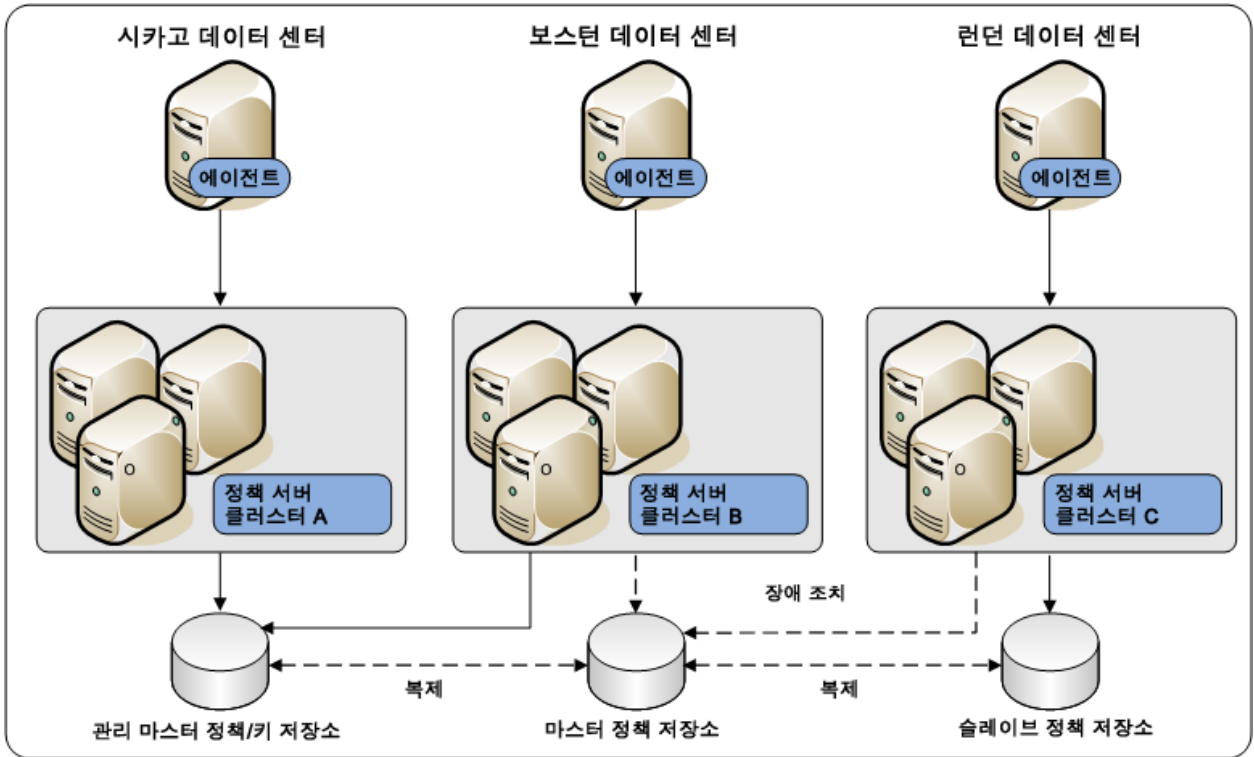 시카고 데이터 센터
보스턴 데이터 센터
런던 데이터 센터
에이전트
에이전트
에이전트
정책 서버
클러스터 A
정책 서버
클러스터 B
정책 서버
클러스터 C
장애 조치
복제
복제
관리 마스터 정책/키 저장소
마스터 정책 저장소
슬레이브 정책 저장소